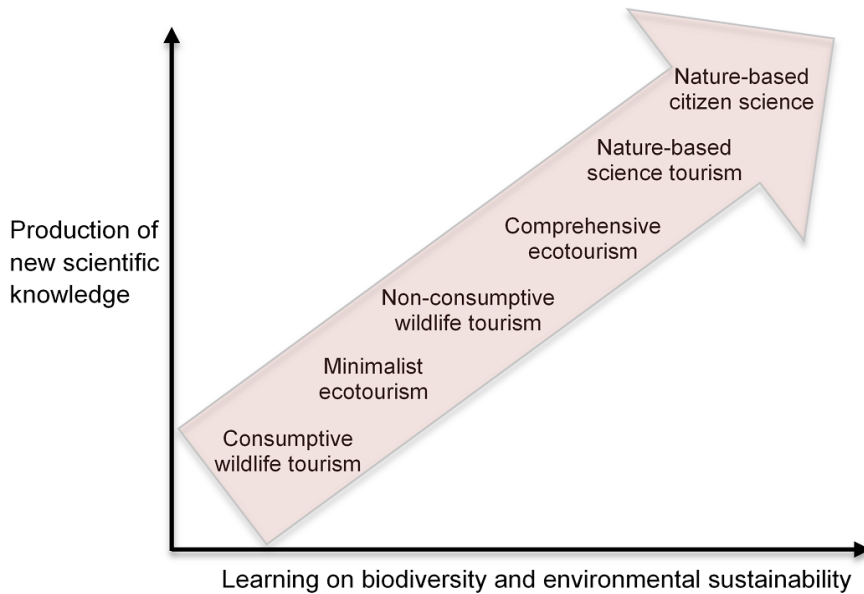 Nature-based
citizen science
Nature-based
science tourism
Comprehensive
ecotourism
Production of
new scientific
knowledge
Non-consumptive
wildlife tourism
Minimalist
ecotourism
Consumptive
wildlife tourism
Learning on biodiversity and environmental sustainability